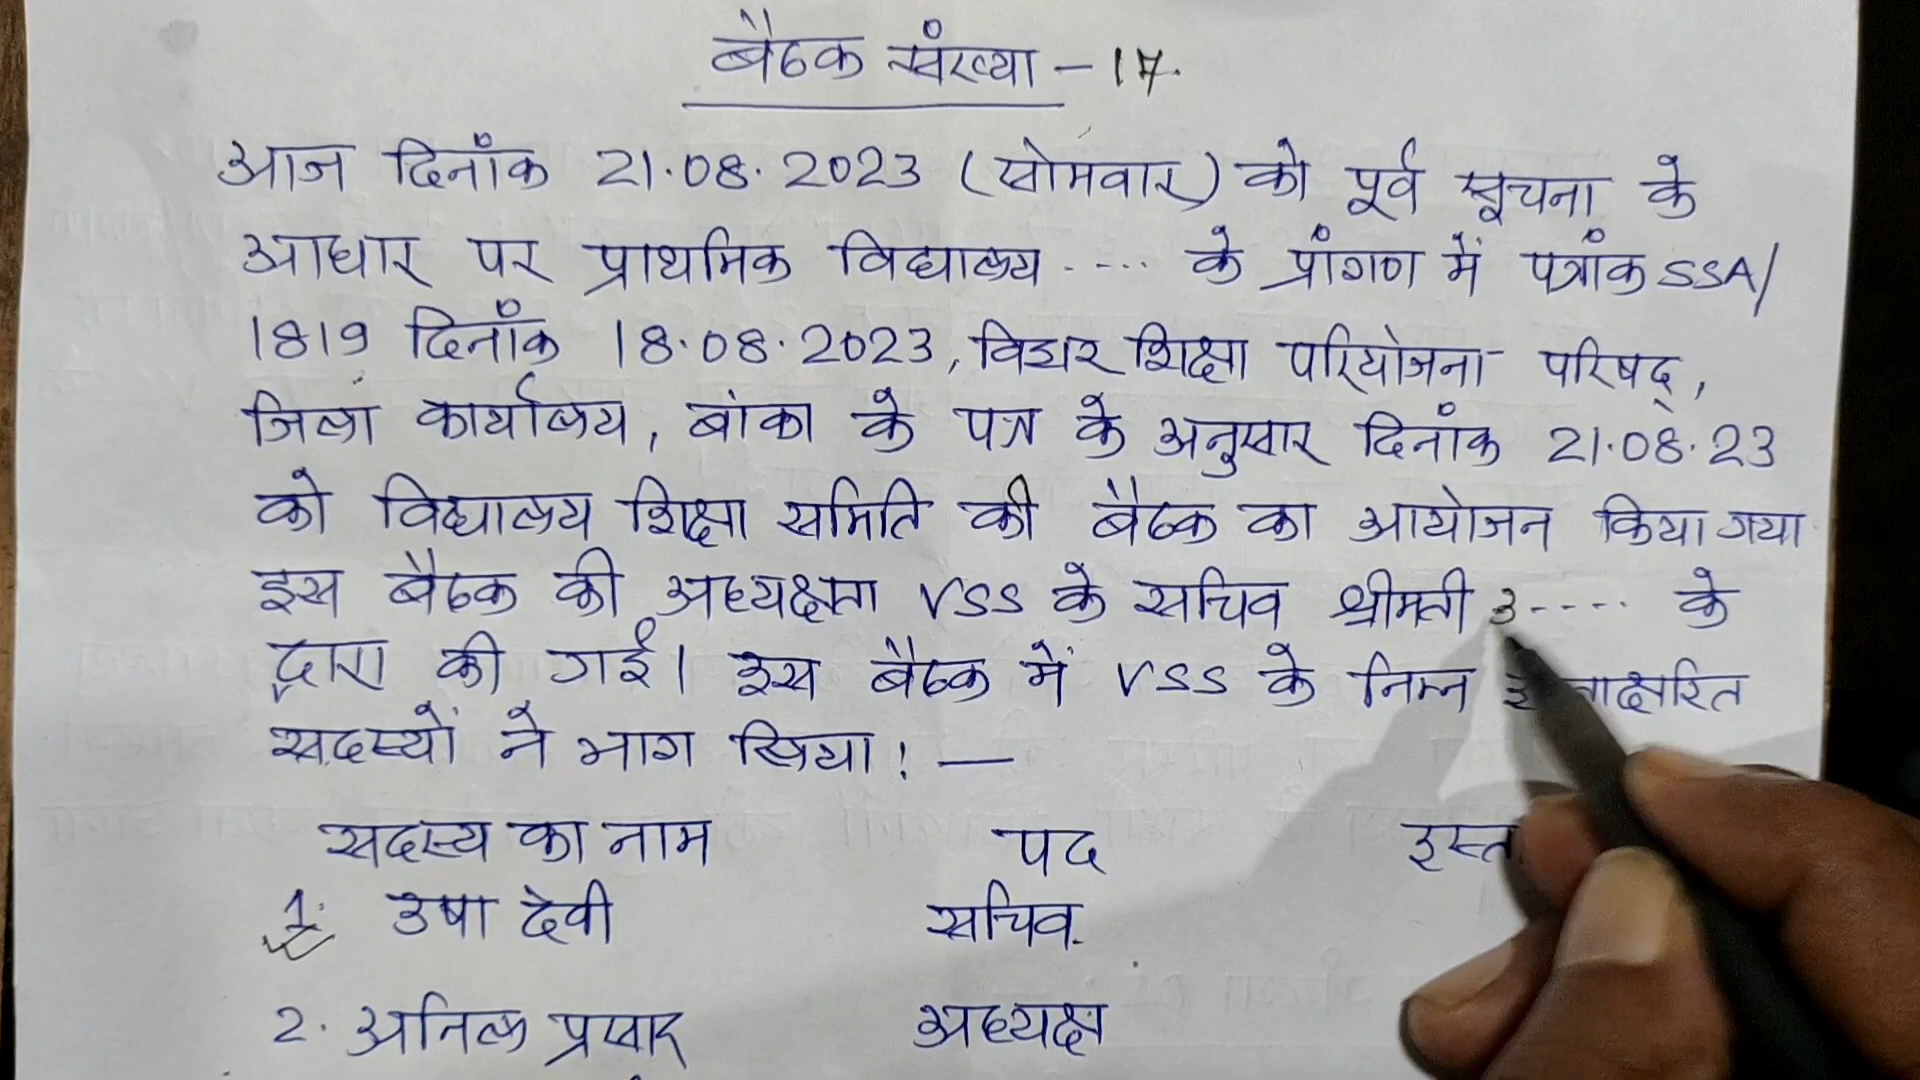 बैठक संख्या - 17.
आज दिनाँक 21.08.2023 (सोमवार) को पूर्व सूचना के
आधार पर प्राथमिक विद्यालय .... के प्रांगण में पत्रांक SSA/
1819 दिनाँक 18.08.2023, बिहार शिक्षा परियोजना परिषद्,
जिला कार्यालय, बांका के पत्र के अनुसार दिनांक 21.08.23
को विद्यालय शिक्षा समिति की बैठक का आयोजन किया गया
इस बैठक की अध्यक्षता VSS के सचिव श्रीमती उ---- के
द्वारा की गई। इस बैठक में VSS के निम्न
सदस्यों ने भाग लिया! —
सदस्य का नाम पद
1. उषा देवी सचिव.
2. अनिल प्रसार अध्यक्ष